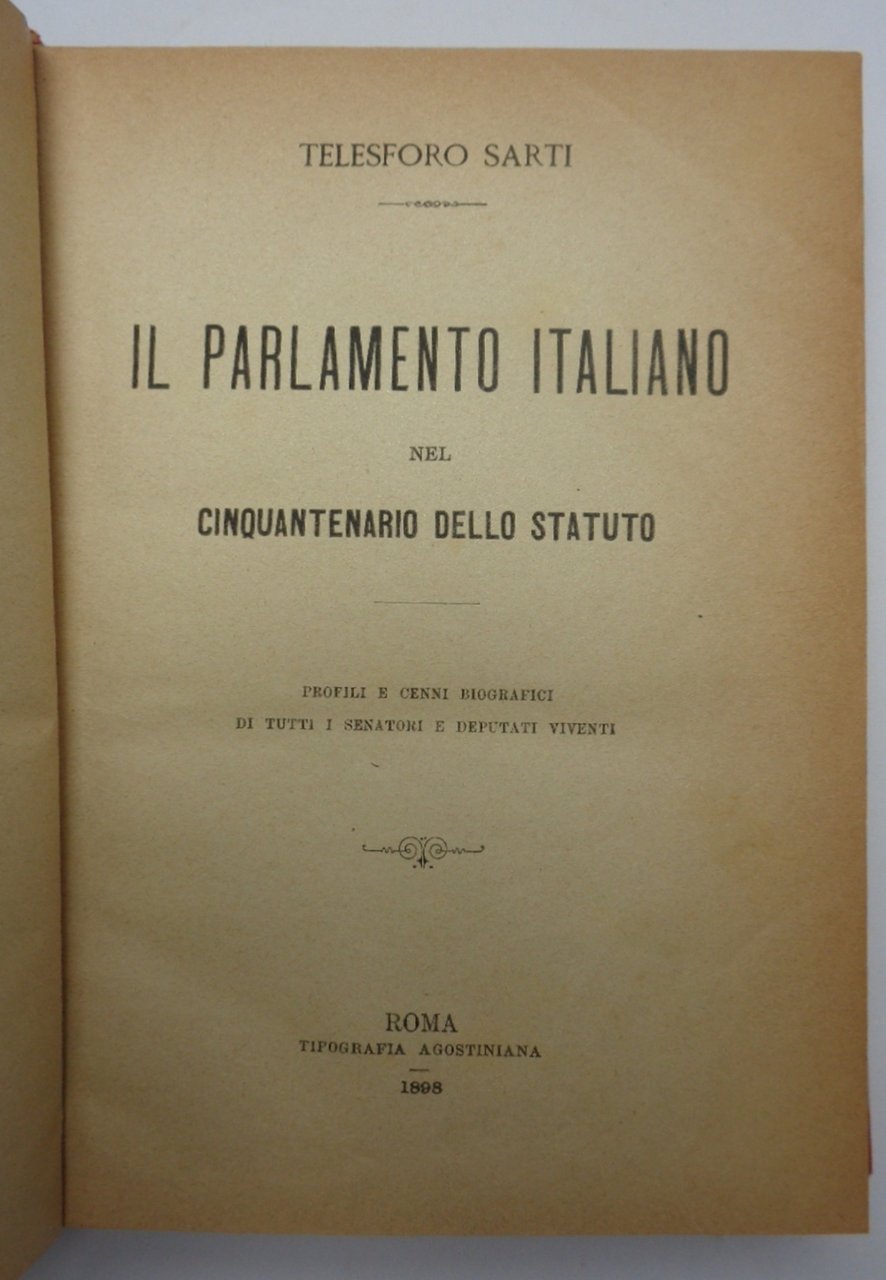 TELESFORO SARTI
IL PARLAMENTO ITALIANO
NEL
CINQUANTENARIO DELLO STATUTO
PROFILI E CENNI BIOGRAFICI
DI TUTTI I SENATORI E DEPUTATI VIVENTI
ROMA
TIPOGRAFIA AGOSTINIANA
1898